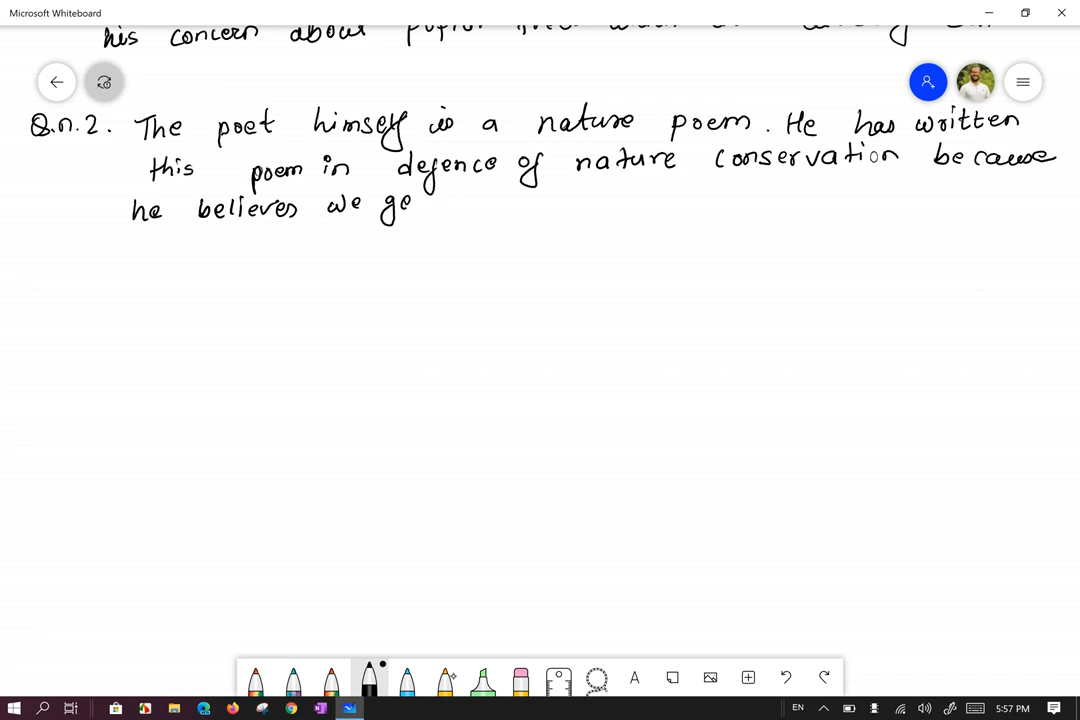 Microsoft Whiteboard
his concern about
Q.n.2. The poet himself is a nature poem. He has written
this poem in defence of nature conservation because
he believes we ge
A
EN
5:57 PM